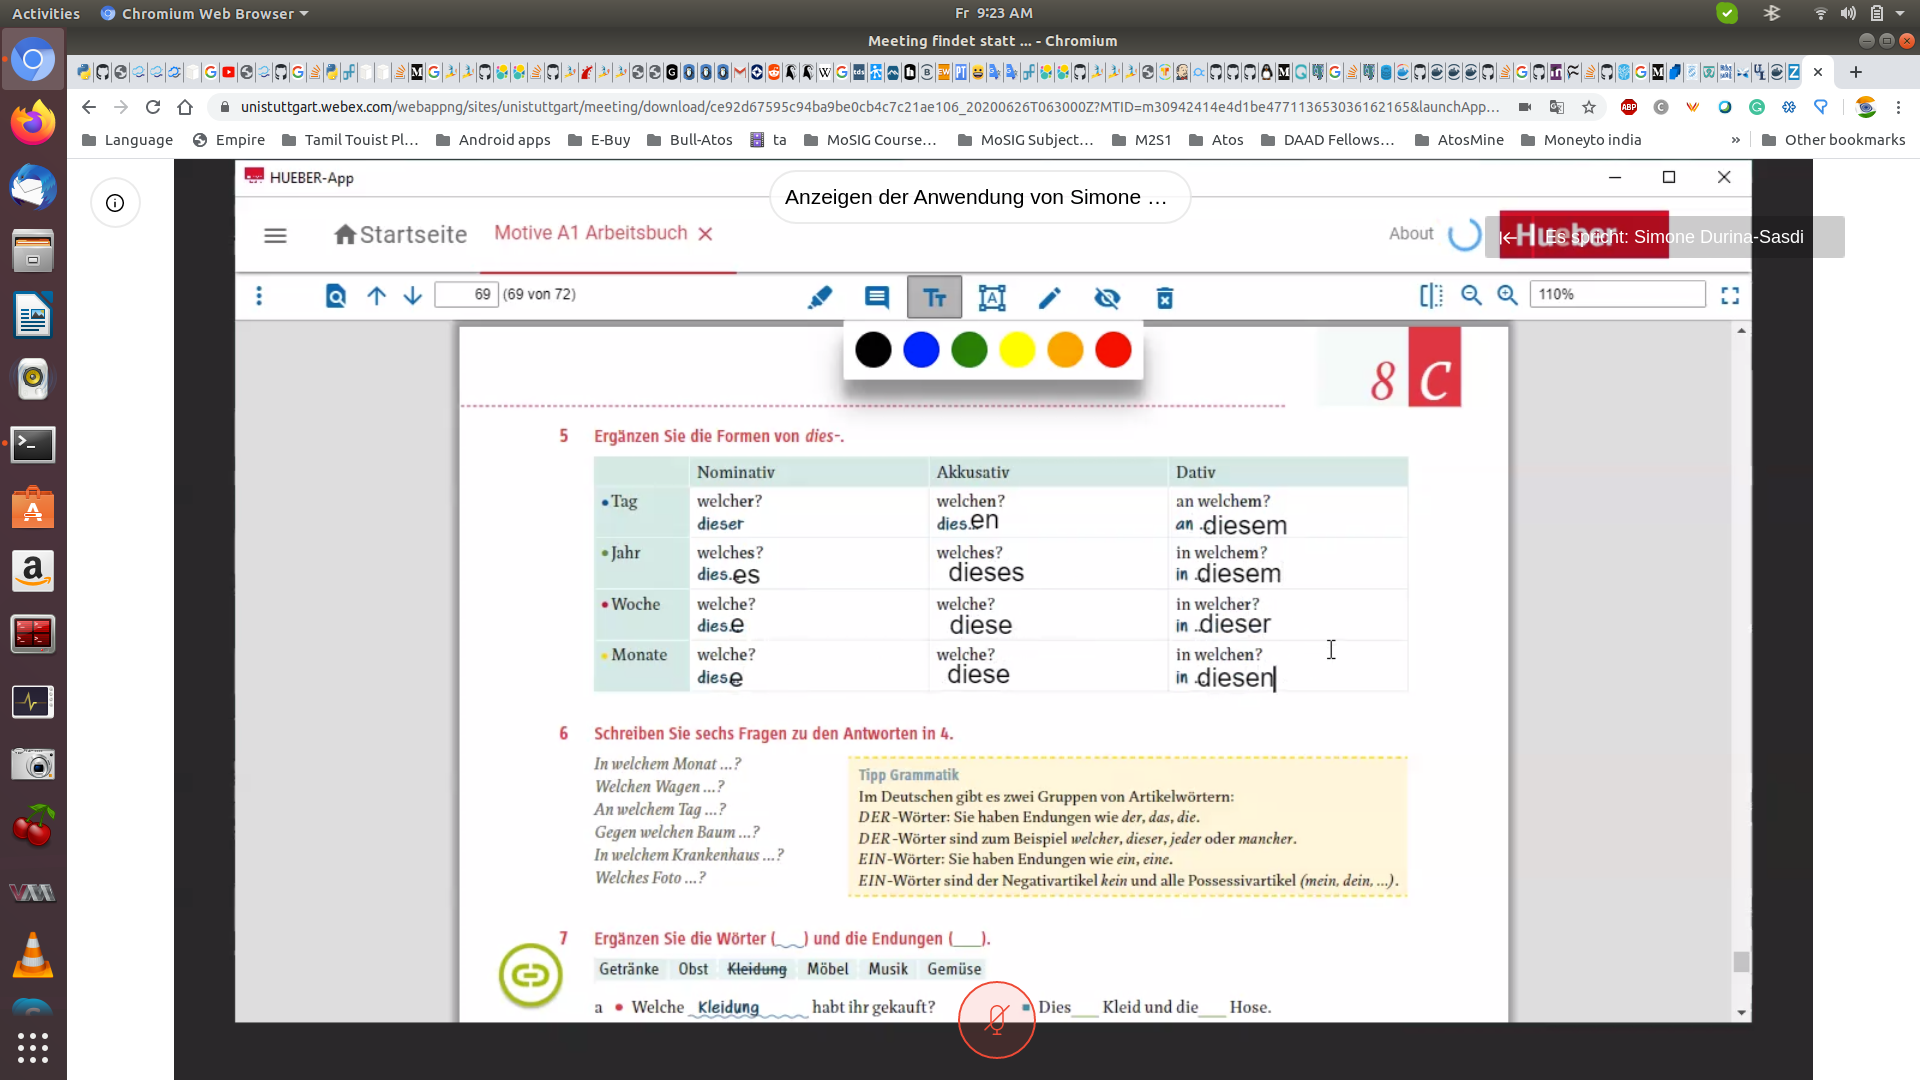 Activities
Chromium Web Browser
Fr 9:23 AM
Meeting findet statt ... - Chromium
unistuttgart.webex.com/webappng/sites/unistuttgart/meeting/download/ce92d67595c94ba9be0cb4c7c21ae106_20200626T063000Z?MTID=m30942414e4d1be477113653036162165&launchApp...
Language
Empire
Tamil Touist Pl...
Android apps
E-Buy
Bull-Atos
ta
MoSIG Course...
MoSIG Subject...
M2S1
Atos
DAAD Fellows...
AtosMine
Moneyto india
»
Other bookmarks
HUEBER-App
Anzeigen der Anwendung von Simone ...
Startseite
Motive A1 Arbeitsbuch
About
Hueber
Es spricht: Simone Durina-Sasdi
69 (69 von 72)
110%
8 C
5 Ergänzen Sie die Formen von dies-.
Nominativ Akkusativ Dativ
• Tag welcher? welchen? an welchem?
dieser dies...en an ...diesem
• Jahr welches? welches? in welchem?
dies...es dieses in ...diesem
• Woche welche? welche? in welcher?
dies...e diese in ...dieser
• Monate welche? welche? in welchen?
dies...e diese in ...diesen
6 Schreiben Sie sechs Fragen zu den Antworten in 4.
In welchem Monat ...?
Welchen Wagen ...?
An welchem Tag ...?
Gegen welchen Baum ...?
In welchem Krankenhaus ...?
Welches Foto ...?
Tipp Grammatik
Im Deutschen gibt es zwei Gruppen von Artikelwörtern:
DER-Wörter: Sie haben Endungen wie der, das, die.
DER-Wörter sind zum Beispiel welcher, dieser, jeder oder mancher.
EIN-Wörter: Sie haben Endungen wie ein, eine.
EIN-Wörter sind der Negativartikel kein und alle Possessivartikel (mein, dein, ...).
7 Ergänzen Sie die Wörter (___) und die Endungen (___).
Getränke Obst Kleidung Möbel Musik Gemüse
a • Welche Kleidung habt ihr gekauft? ■ Dies___ Kleid und die___ Hose.